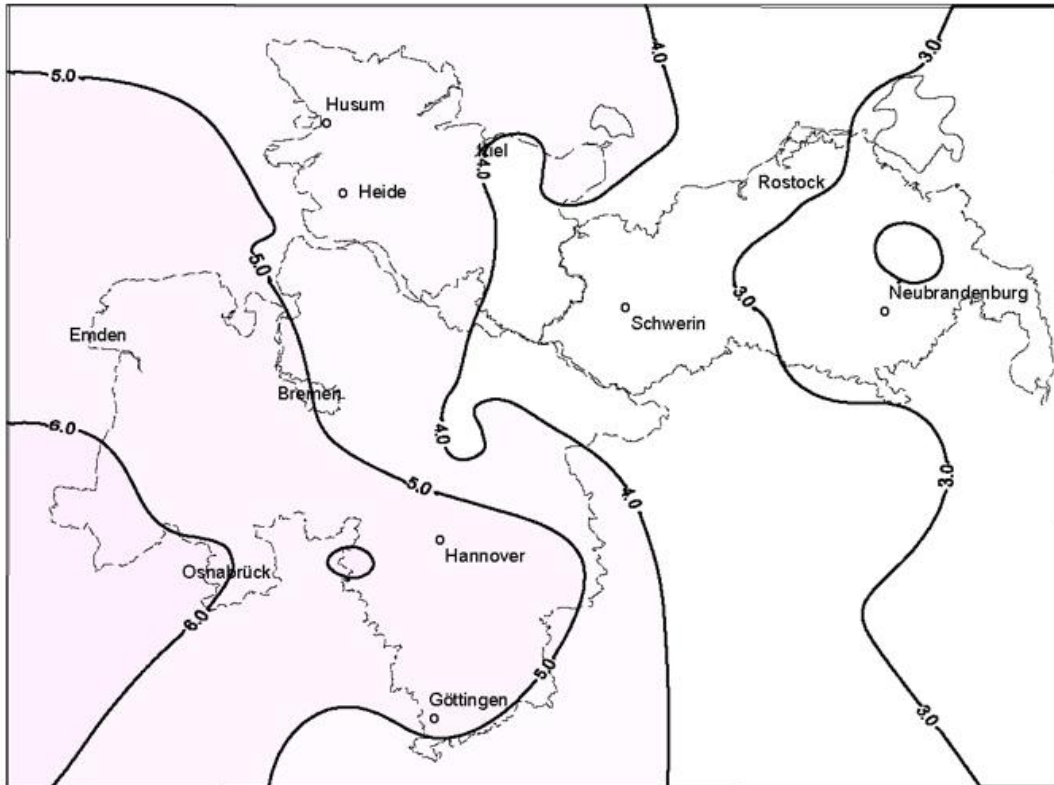 4.0
3.0
5.0
Husum
Kiel
4.0
Heide
Rostock
5.0
3.0
Neubrandenburg
Schwerin
Emden
Bremen
6.0
4.0
3.0
5.0
4.0
Hannover
Osnabrück
6.0
5.0
Göttingen
3.0